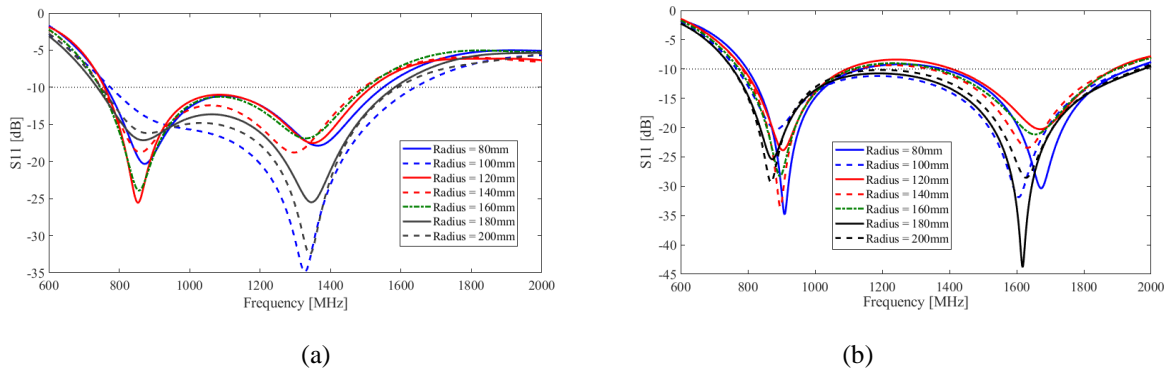 0
-5
-10
-15
-20
-25
-30
-35
S11 [dB]
600 800 1000 1200 1400 1600 1800 2000
Frequency [MHz]
Radius = 80mm
Radius = 100mm
Radius = 120mm
Radius = 140mm
Radius = 160mm
Radius = 180mm
Radius = 200mm
(a)
0
-5
-10
-15
-20
-25
-30
-35
-40
-45
S11 [dB]
600 800 1000 1200 1400 1600 1800 2000
Frequency [MHz]
Radius = 80mm
Radius = 100mm
Radius = 120mm
Radius = 140mm
Radius = 160mm
Radius = 180mm
Radius = 200mm
(b)